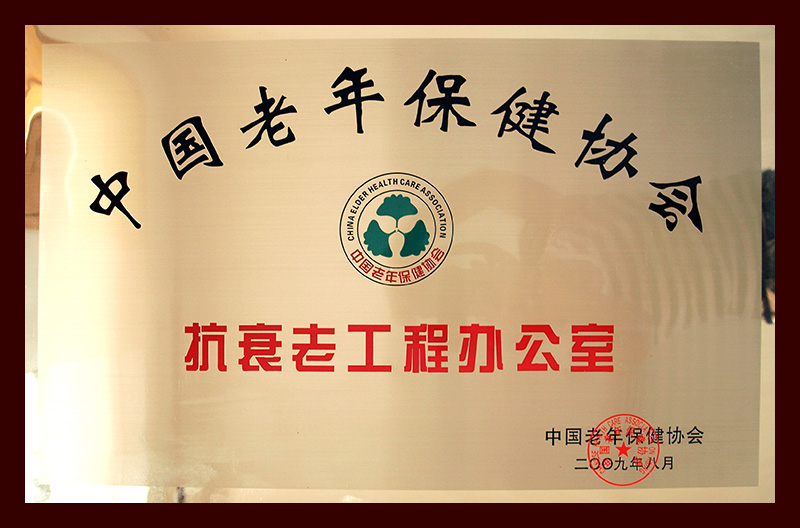 中国老年保健协会
CHINA ELDER HEALTH CARE ASSOCIATION
中国老年保健协会
抗衰老工程办公室
中国老年保健协会
二〇〇九年八月